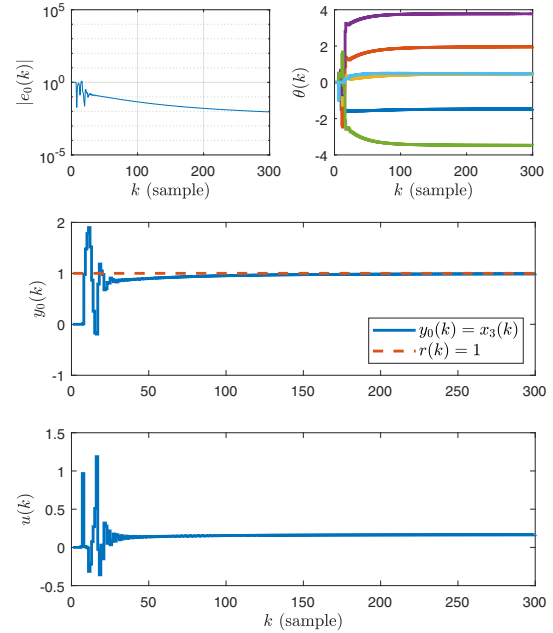 10^5
10^0
10^-5
|e_0(k)|
0 100 200 300
k (sample)
4
2
0
-2
-4
θ(k)
0 100 200 300
k (sample)
2
1
0
-1
y_0(k)
y_0(k) = x_3(k)
r(k) = 1
0 50 100 150 200 250 300
1.5
1
0.5
0
-0.5
u(k)
0 50 100 150 200 250 300
k (sample)